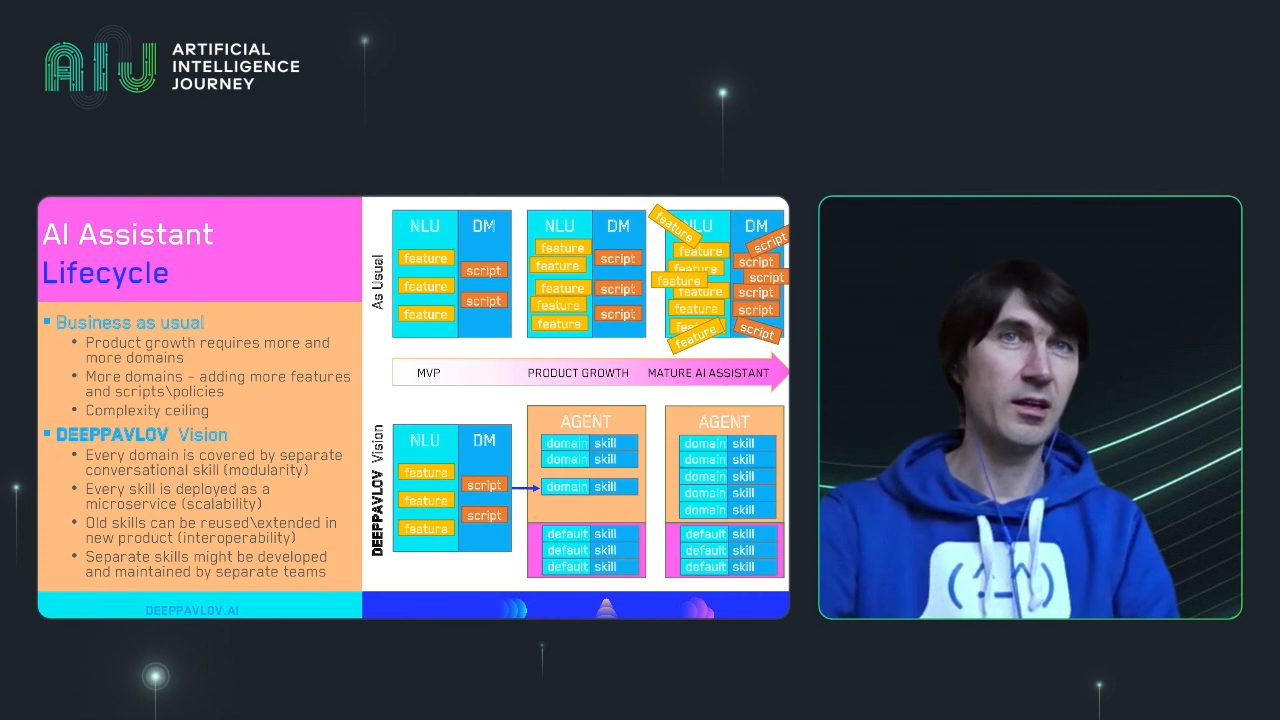 ARTIFICIAL
INTELLIGENCE
JOURNEY
AI Assistant
Lifecycle
Business as usual
Product growth requires more and
more domains
More domains – adding more features
and scripts\policies
Complexity ceiling
DEEPPAVLOV Vision
Every domain is covered by separate
conversational skill (modularity)
Every skill is deployed as a
microservice (scalability)
Old skills can be reused\extended in
new product (interoperability)
Separate skills might be developed
and maintained by separate teams
DEEPPAVLOV.AI
As Usual
NLU DM
feature
script
feature
script
feature
NLU DM
feature
feature
script
feature
script
feature
script
feature
NLU DM
feature
script
feature
script
feature
script
feature
feature
script
feature
script
feature
script
feature
MVP PRODUCT GROWTH MATURE AI ASSISTANT
DEEPPAVLOV Vision
NLU DM
feature
script
feature
script
feature
AGENT
domain skill
domain skill
domain skill
default skill
default skill
default skill
AGENT
domain skill
domain skill
domain skill
domain skill
domain skill
default skill
default skill
default skill